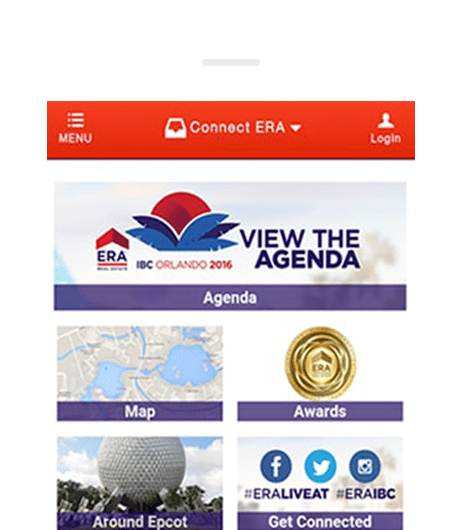 MENU
Connect ERA
Login
ERA
REAL ESTATE
IBC ORLANDO 2016
VIEW THE
AGENDA
Agenda
Map
ERA
Awards
Around Epcot
#ERALIVEAT #ERAIBC
Get Connected